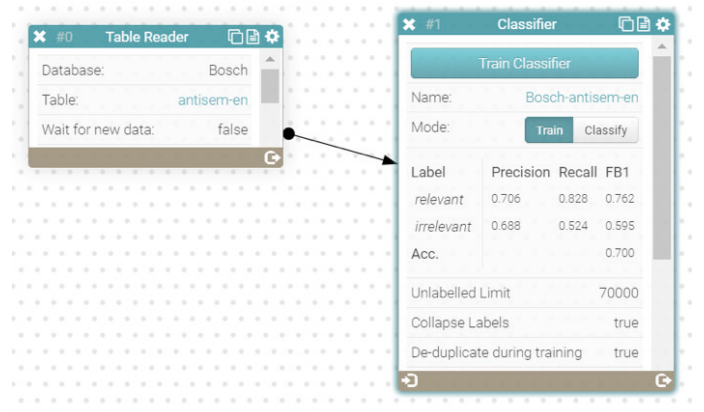 #0 Table Reader
Database: Bosch
Table: antisem-en
Wait for new data: false
#1 Classifier
Train Classifier
Name: Bosch-antisem-en
Mode: Train Classify
Label Precision Recall FB1
relevant 0.706 0.828 0.762
irrelevant 0.688 0.524 0.595
Acc. 0.700
Unlabelled Limit 70000
Collapse Labels true
De-duplicate during training true